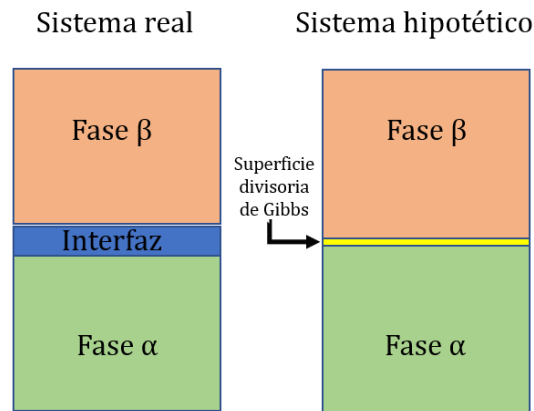 Sistema real
Sistema hipotético
Fase β
Fase β
Superficie
divisoria
de Gibbs
Interfaz
Fase α
Fase α